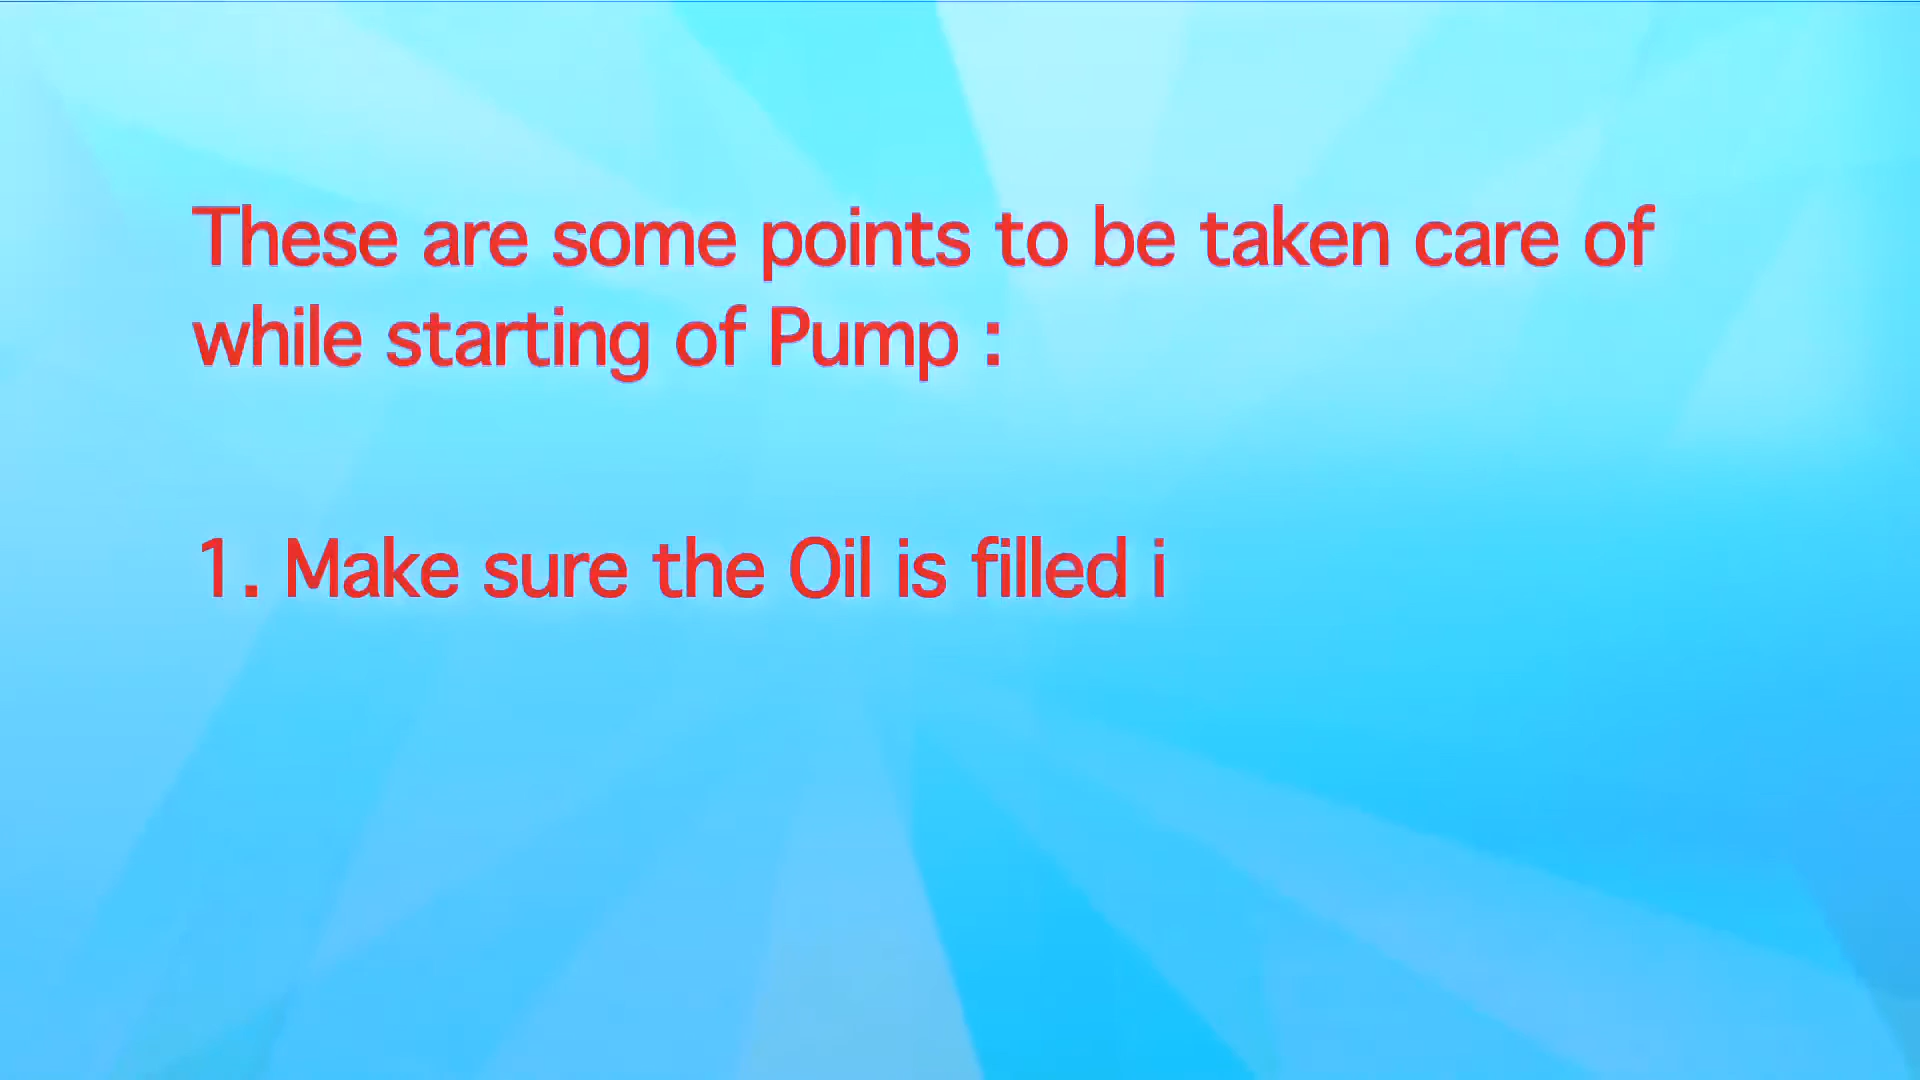 These are some points to be taken care of
while starting of Pump :
1. Make sure the Oil is filled i